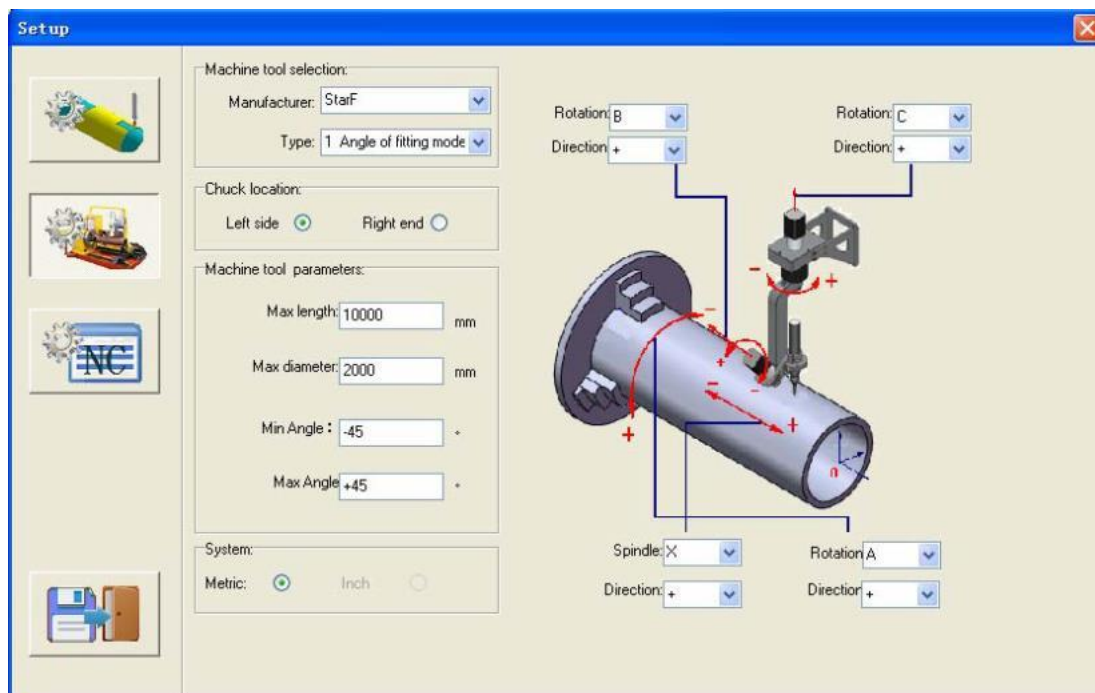 Setup
Machine tool selection:
Manufacturer: StarF
Type: 1 Angle of fitting mode
Chuck location:
Left side Right end
Machine tool parameters:
Max length: 10000 mm
Max diameter: 2000 mm
Min Angle: -45 °
Max Angle +45 °
System:
Metric: Inch
NC
Rotation: B
Direction +
Rotation: C
Direction: +
- +
-
+ -
-
+ +
0
Spindle: X
Direction: +
Rotation A
Direction +